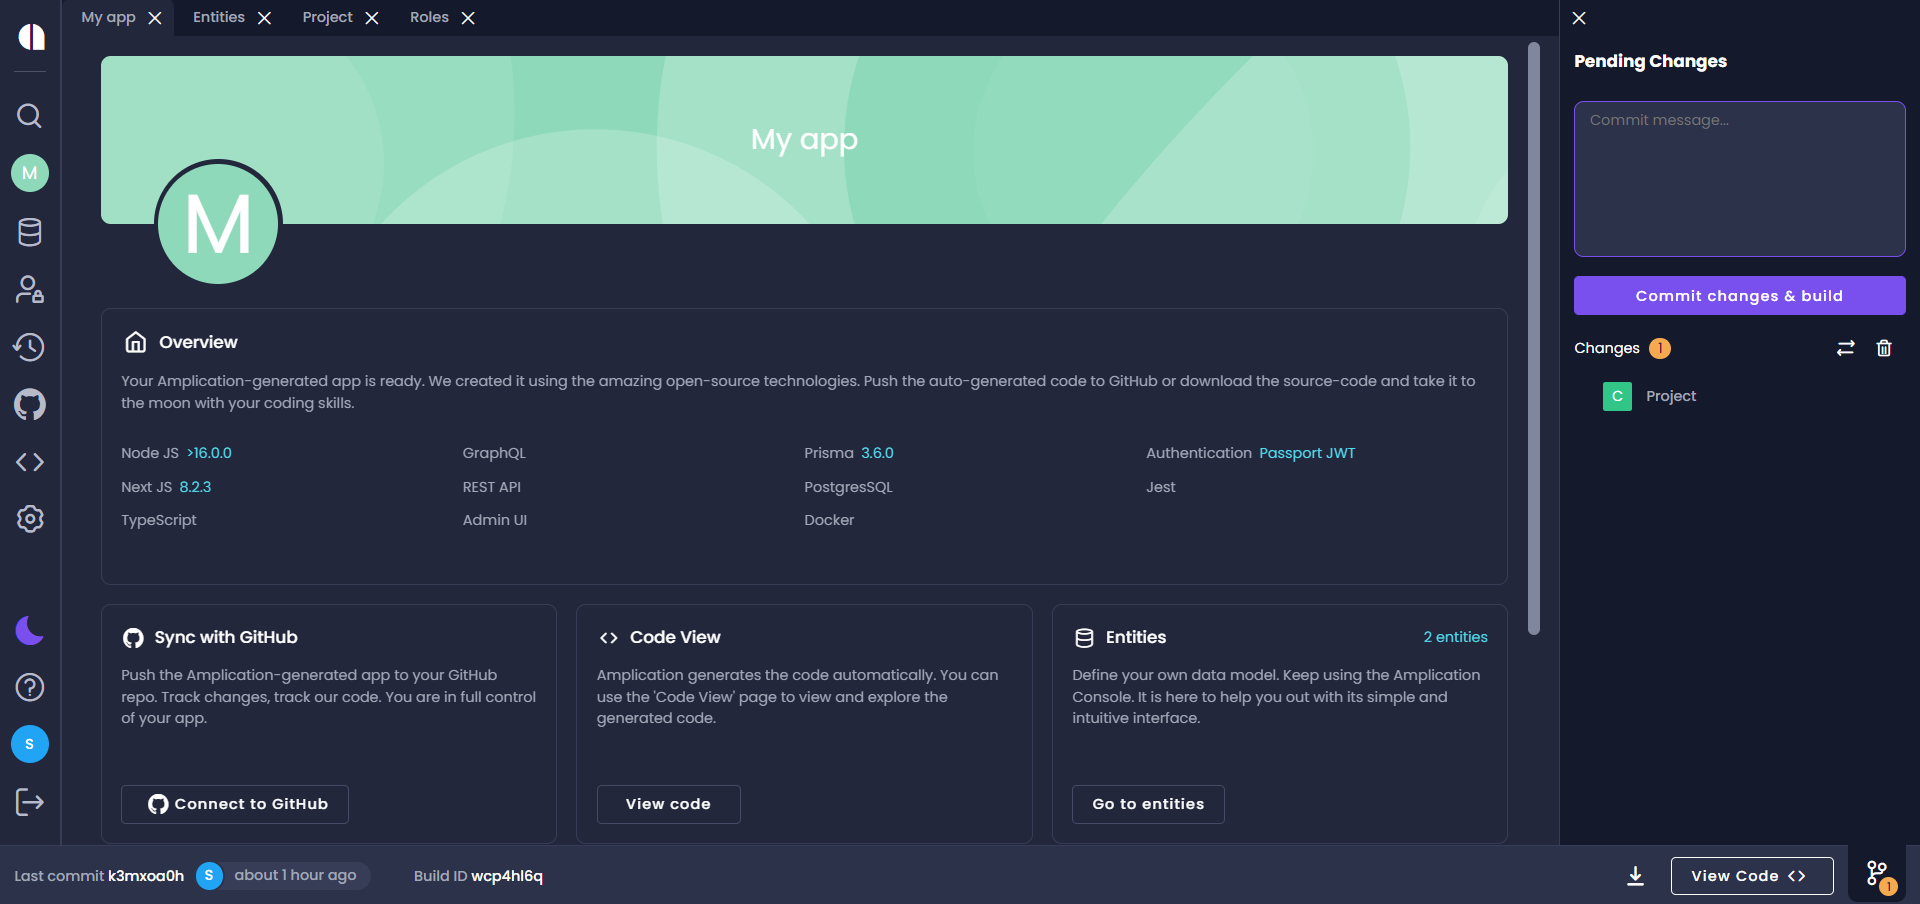 My app
Entities
Project
Roles
My app
M
M
Overview
Your Amplication-generated app is ready. We created it using the amazing open-source technologies. Push the auto-generated code to GitHub or download the source-code and take it to
the moon with your coding skills.
Node JS >16.0.0
GraphQL
Prisma 3.6.0
Authentication Passport JWT
Next JS 8.2.3
REST API
PostgresSQL
Jest
TypeScript
Admin UI
Docker
Sync with GitHub
Push the Amplication-generated app to your GitHub
repo. Track changes, track our code. You are in full control
of your app.
Connect to GitHub
Code View
Amplication generates the code automatically. You can
use the 'Code View' page to view and explore the
generated code.
View code
Entities
2 entities
Define your own data model. Keep using the Amplication
Console. It is here to help you out with its simple and
intuitive interface.
Go to entities
S
Pending Changes
Commit message...
Commit changes & build
Changes 1
C Project
Last commit k3mxoa0h S about 1 hour ago
Build ID wcp4hl6q
View Code
1